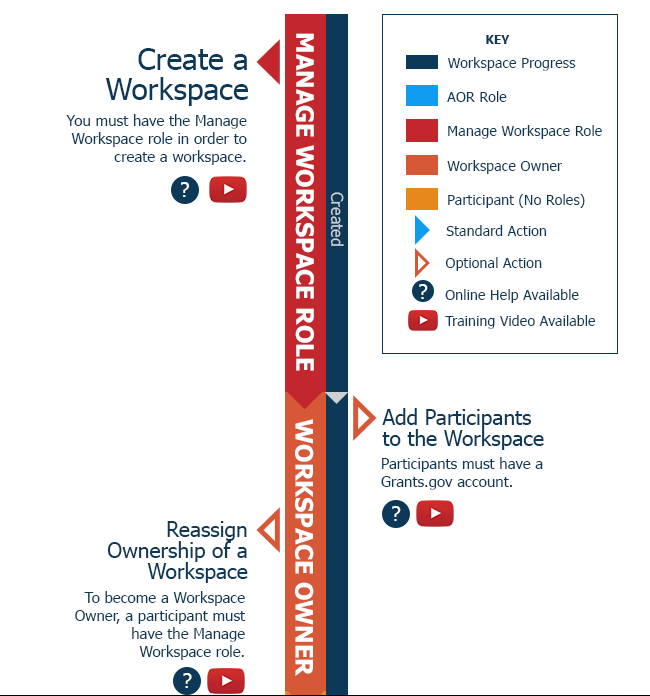 Create a
Workspace
You must have the Manage
Workspace role in order to
create a workspace.
?
MANAGE WORKSPACE ROLE
Created
KEY
Workspace Progress
AOR Role
Manage Workspace Role
Workspace Owner
Participant (No Roles)
Standard Action
Optional Action
?
Online Help Available
Training Video Available
Add Participants
to the Workspace
Participants must have a
Grants.gov account.
?
WORKSPACE OWNER
Reassign
Ownership of a
Workspace
To become a Workspace
Owner, a participant must
have the Manage
Workspace role.
?